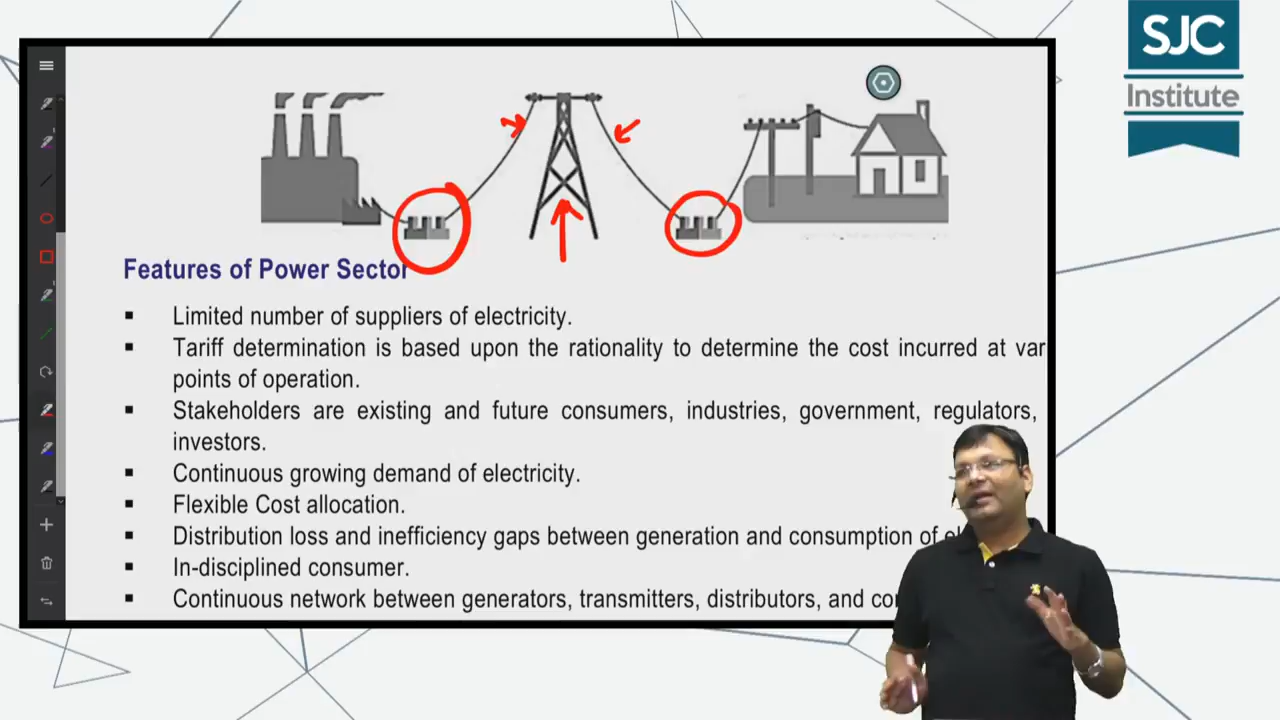 SJC
Institute
Features of Power Sector
▪ Limited number of suppliers of electricity.
▪ Tariff determination is based upon the rationality to determine the cost incurred at var
points of operation.
▪ Stakeholders are existing and future consumers, industries, government, regulators,
investors.
▪ Continuous growing demand of electricity.
▪ Flexible Cost allocation.
▪ Distribution loss and inefficiency gaps between generation and consumption of
▪ In-disciplined consumer.
▪ Continuous network between generators, transmitters, distributors, and